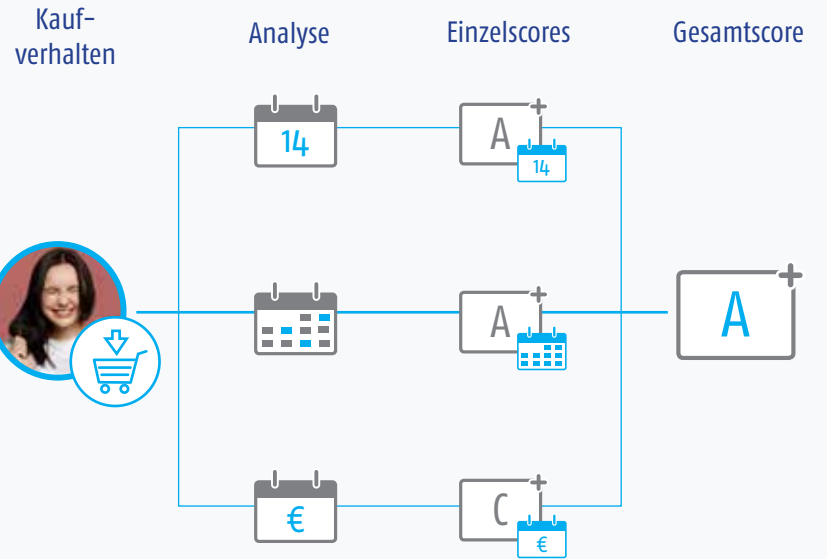 Kauf-
verhalten
Analyse
Einzelscores
Gesamtscore
14
A+
14
A+
A+
€
C+
€